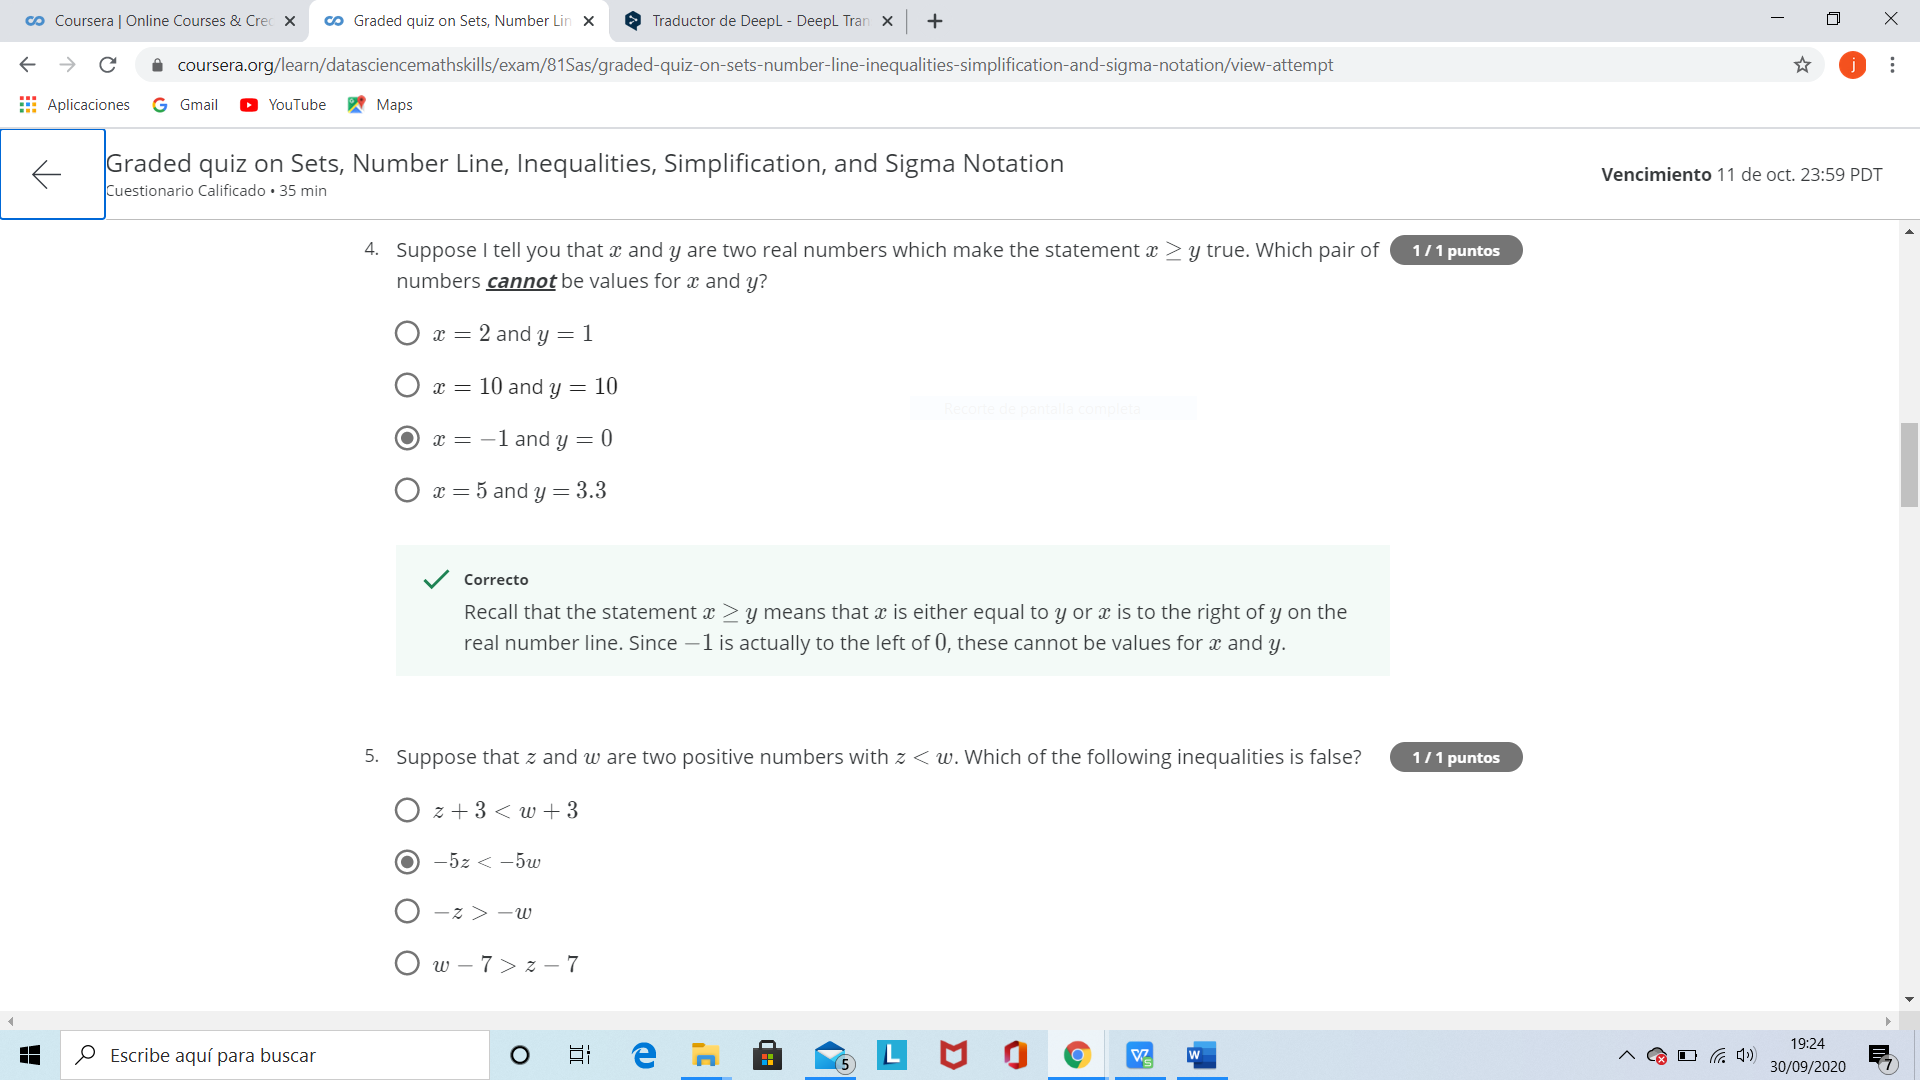 Coursera | Online Courses & Cre
Graded quiz on Sets, Number Lin
Traductor de DeepL - DeepL Tran
coursera.org/learn/datasciencemathskills/exam/81Sas/graded-quiz-on-sets-number-line-inequalities-simplification-and-sigma-notation/view-attempt
j
Aplicaciones Gmail YouTube Maps
Graded quiz on Sets, Number Line, Inequalities, Simplification, and Sigma Notation
Cuestionario Calificado • 35 min
Vencimiento 11 de oct. 23:59 PDT
4. Suppose I tell you that x and y are two real numbers which make the statement x ≥ y true. Which pair of
numbers cannot be values for x and y?
1 / 1 puntos
x = 2 and y = 1
x = 10 and y = 10
Recorte de pantalla completa
x = −1 and y = 0
x = 5 and y = 3.3
Correcto
Recall that the statement x ≥ y means that x is either equal to y or x is to the right of y on the
real number line. Since −1 is actually to the left of 0, these cannot be values for x and y.
5. Suppose that z and w are two positive numbers with z < w. Which of the following inequalities is false?
1 / 1 puntos
z + 3 < w + 3
−5z < −5w
−z > −w
w − 7 > z − 7
Escribe aquí para buscar
5
L
W
19:24
30/09/2020
7